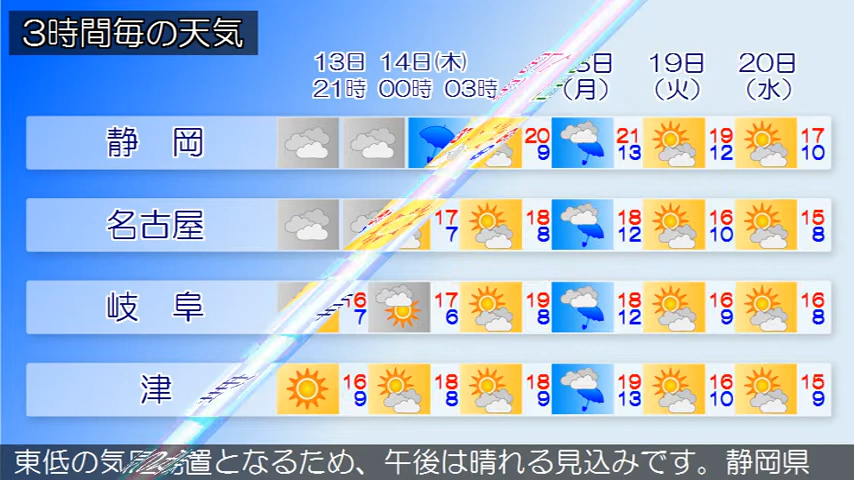 3時間毎の天気
13日 14日(木) 日 19日 20日
21時 00時 03時 (月) (火) (水)
静岡 20 9 21 13 19 12 17 10
名古屋 17 7 18 8 18 12 16 10 15 8
岐阜 6 7 17 6 19 8 18 12 16 9 16 8
津 16 9 18 8 18 9 19 13 16 10 15 9
東低の気 置となるため、午後は晴れる見込みです。静岡県